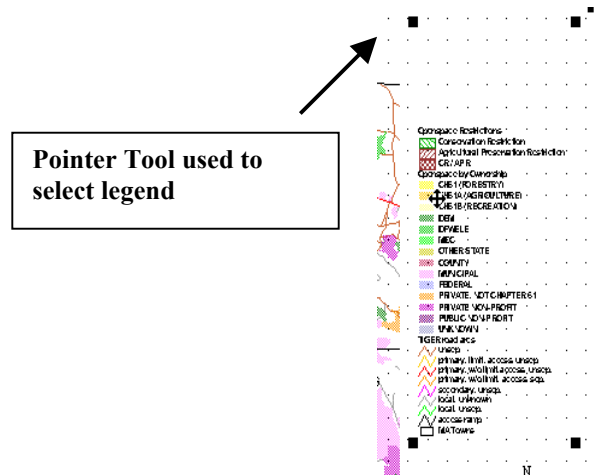 Pointer Tool used to
select legend
Openspace Restrictions
Conservation Restriction
Agricultural Preservation Restriction
CR / APR
Openspace by Ownership
CH61 (FORESTRY)
CH61A (AGRICULTURE)
CH61B (RECREATION)
DEM
DFWELE
MDC
OTHER STATE
COUNTY
MUNICIPAL
FEDERAL
PRIVATE, NOT CHAPTER 61
PRIVATE NON-PROFIT
PUBLIC NON-PROFIT
UNKNOWN
TIGER road arcs
unsep.
primary, limit. access, unsep.
primary, w/o limit. access, unsep.
primary, w/o limit. access sep.
secondary, unsep.
local, unknown
local, unsep.
access ramp
MA Towns
N